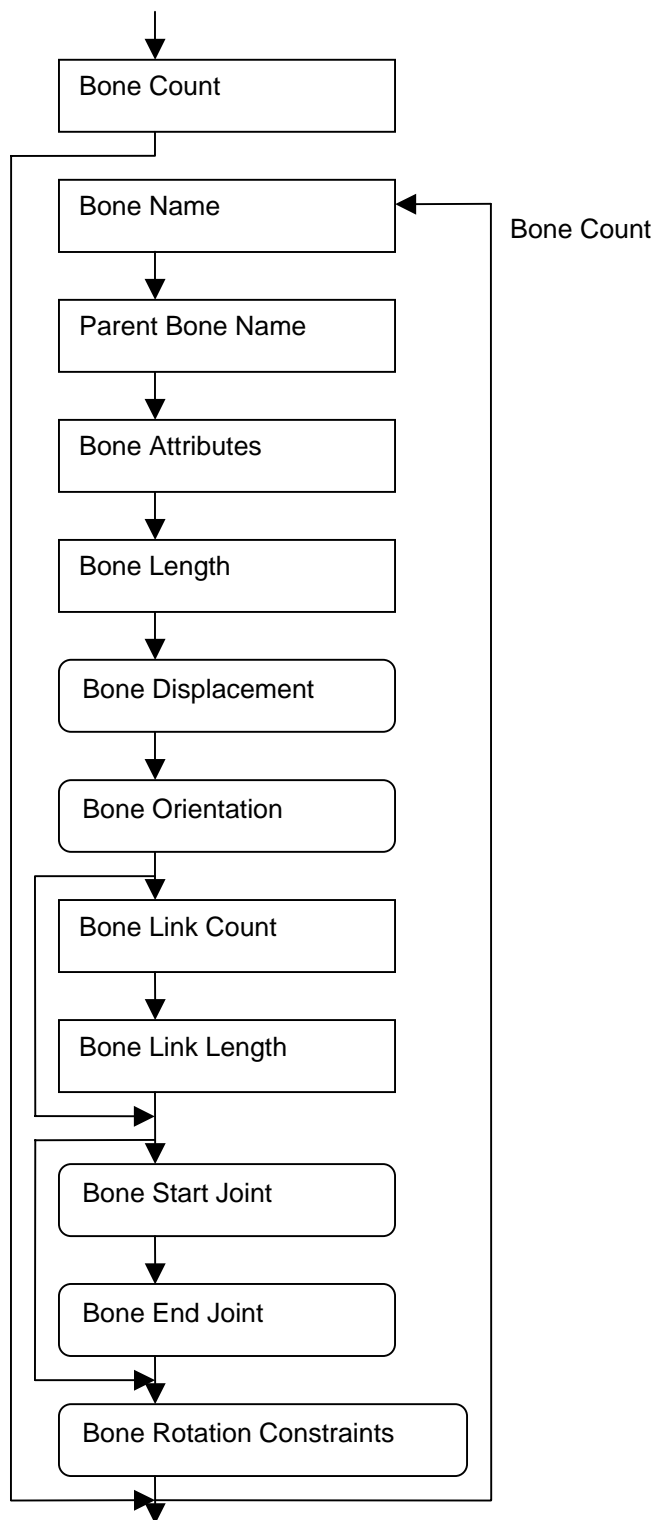 Bone Count
Bone Name
Bone Count
Parent Bone Name
Bone Attributes
Bone Length
Bone Displacement
Bone Orientation
Bone Link Count
Bone Link Length
Bone Start Joint
Bone End Joint
Bone Rotation Constraints